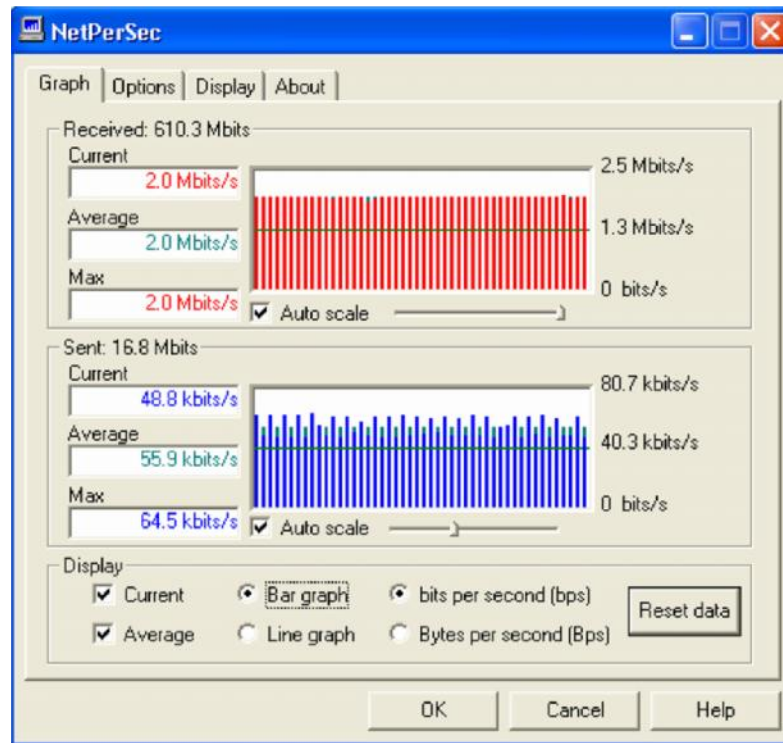 NetPerSec
Graph Options Display About
Received: 610.3 Mbits
Current
2.0 Mbits/s
Average
2.0 Mbits/s
Max
2.0 Mbits/s
2.5 Mbits/s
1.3 Mbits/s
0 bits/s
Auto scale
Sent: 16.8 Mbits
Current
48.8 kbits/s
Average
55.9 kbits/s
Max
64.5 kbits/s
80.7 kbits/s
40.3 kbits/s
0 bits/s
Auto scale
Display
Current Bar graph bits per second (bps)
Average Line graph Bytes per second (Bps)
Reset data
OK Cancel Help